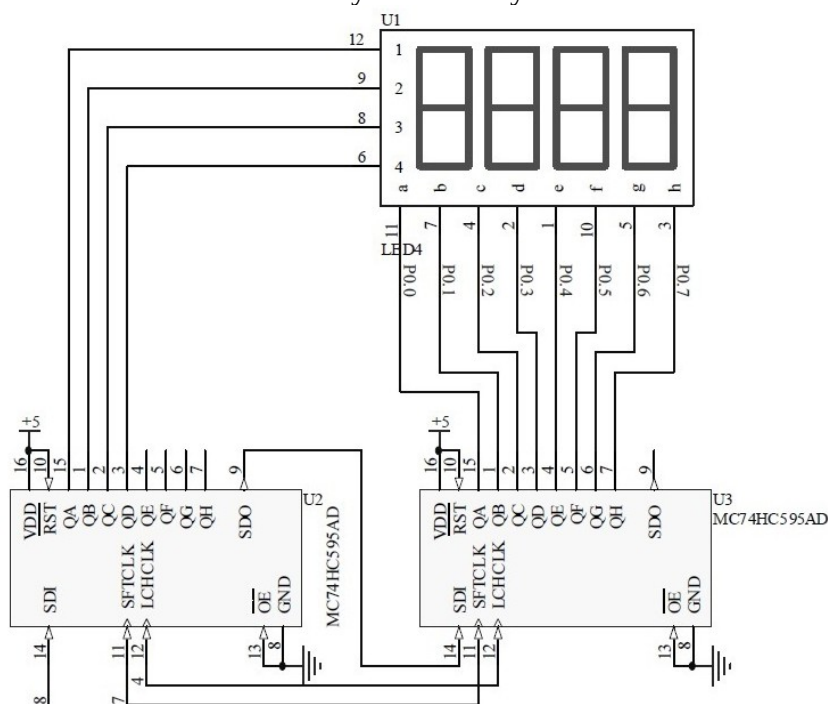 U1
12 1
9 2
8 3
6 4
a b c d e f g h
11 7 4 2 1 10 5 3
LED4
P0.0 P0.1 P0.2 P0.3 P0.4 P0.5 P0.6 P0.7
+5
16 10 15 1 2 3 4 5 6 7 9
VDD RST QA QB QC QD QE QF QG QH SDO
U2
MC74HC595AD
SDI SFTCLK LCHCLK OE GND
14 11 12 13 8
+5
16 10 15 1 2 3 4 5 6 7 9
VDD RST QA QB QC QD QE QF QG QH SDO
U3
MC74HC595AD
SDI SFTCLK LCHCLK OE GND
14 11 12 13 8
4
8 7